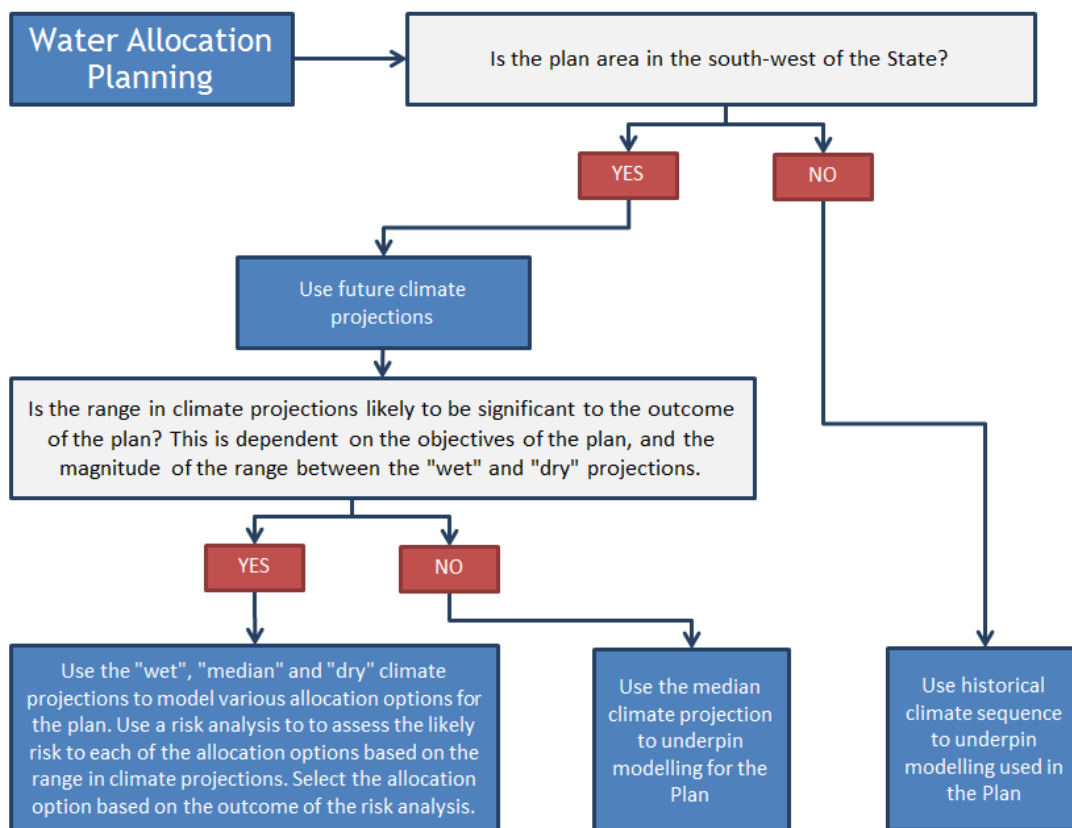 Water Allocation
Planning
Is the plan area in the south-west of the State?
YES
NO
Use future climate
projections
Is the range in climate projections likely to be significant to the outcome
of the plan? This is dependent on the objectives of the plan, and the
magnitude of the range between the "wet" and "dry" projections.
YES
NO
Use the "wet", "median" and "dry" climate
projections to model various allocation options for
the plan. Use a risk analysis to to assess the likely
risk to each of the allocation options based on the
range in climate projections. Select the allocation
option based on the outcome of the risk analysis.
Use the median
climate projection
to underpin
modelling for the
Plan
Use historical
climate sequence
to underpin
modelling used in
the Plan